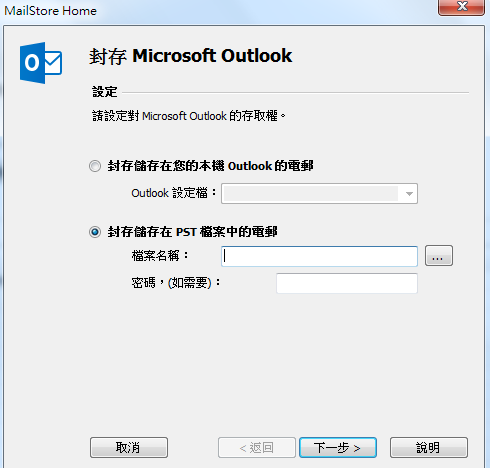 MailStore Home
封存 Microsoft Outlook
設定
請設定對 Microsoft Outlook 的存取權。
封存儲存在您的本機 Outlook 的電郵
Outlook 設定檔：
封存儲存在 PST 檔案中的電郵
檔案名稱：
...
密碼，(如需要)：
取消
< 返回
下一步 >
說明